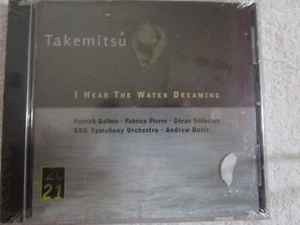 Takemitsu
I Hear The Water Dreaming
Patrick Gallois · Fabrice Pierre · Göran Söllscher
BBC Symphony Orchestra · Andrew Davis
20
21